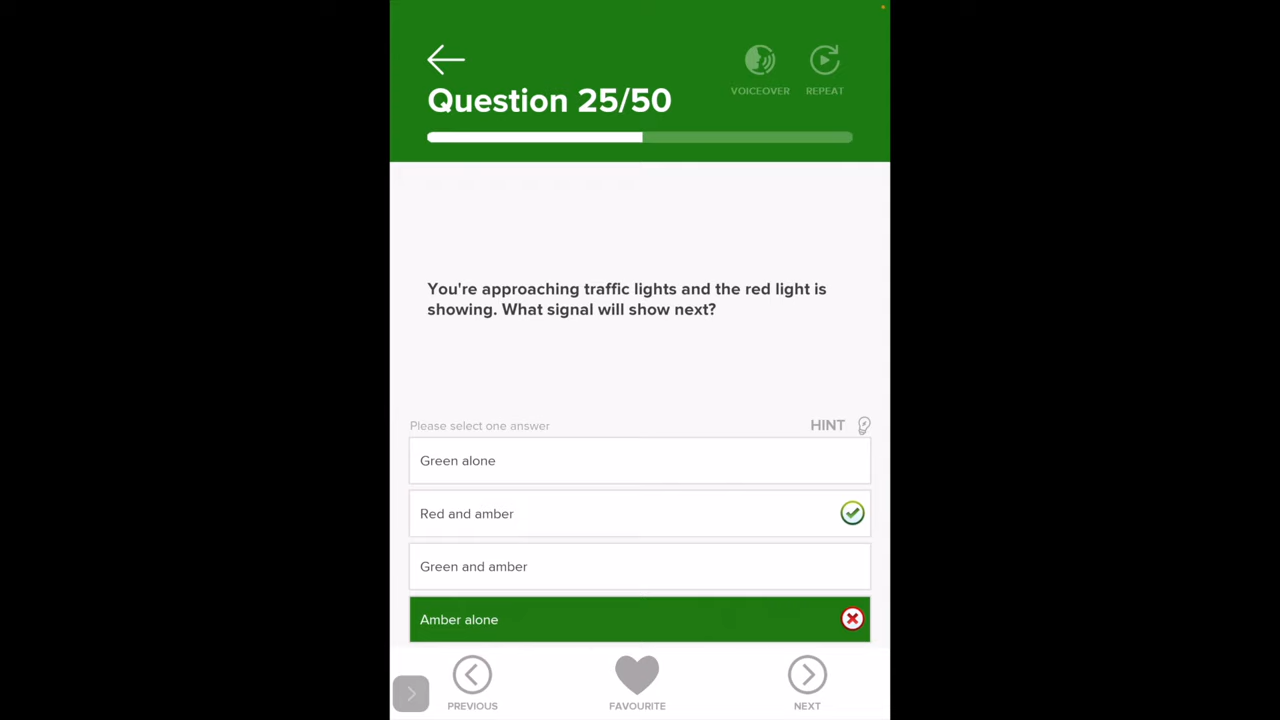 VOICEOVER REPEAT
Question 25/50
You're approaching traffic lights and the red light is
showing. What signal will show next?
Please select one answer HINT
Green alone
Red and amber
Green and amber
Amber alone
PREVIOUS FAVOURITE NEXT